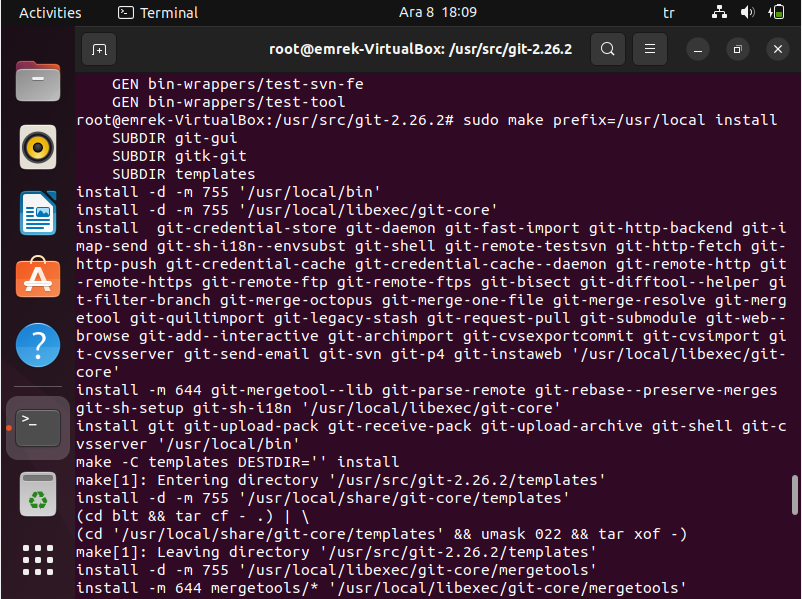 Activities Terminal Ara 8 18:09 tr
root@emrek-VirtualBox: /usr/src/git-2.26.2
GEN bin-wrappers/test-svn-fe
GEN bin-wrappers/test-tool
root@emrek-VirtualBox:/usr/src/git-2.26.2# sudo make prefix=/usr/local install
SUBDIR git-gui
SUBDIR gitk-git
SUBDIR templates
install -d -m 755 '/usr/local/bin'
install -d -m 755 '/usr/local/libexec/git-core'
install  git-credential-store git-daemon git-fast-import git-http-backend git-i
map-send git-sh-i18n--envsubst git-shell git-remote-testsvn git-http-fetch git-
http-push git-credential-cache git-credential-cache--daemon git-remote-http git
-remote-https git-remote-ftp git-remote-ftps git-bisect git-difftool--helper gi
t-filter-branch git-merge-octopus git-merge-one-file git-merge-resolve git-merg
etool git-quiltimport git-legacy-stash git-request-pull git-submodule git-web--
browse git-add--interactive git-archimport git-cvsexportcommit git-cvsimport gi
t-cvsserver git-send-email git-svn git-p4 git-instaweb '/usr/local/libexec/git-
core'
install -m 644 git-mergetool--lib git-parse-remote git-rebase--preserve-merges
git-sh-setup git-sh-i18n '/usr/local/libexec/git-core'
install git git-upload-pack git-receive-pack git-upload-archive git-shell git-c
vsserver '/usr/local/bin'
make -C templates DESTDIR='' install
make[1]: Entering directory '/usr/src/git-2.26.2/templates'
install -d -m 755 '/usr/local/share/git-core/templates'
(cd blt && tar cf - .) | \
(cd '/usr/local/share/git-core/templates' && umask 022 && tar xof -)
make[1]: Leaving directory '/usr/src/git-2.26.2/templates'
install -d -m 755 '/usr/local/libexec/git-core/mergetools'
install -m 644 mergetools/* '/usr/local/libexec/git-core/mergetools'